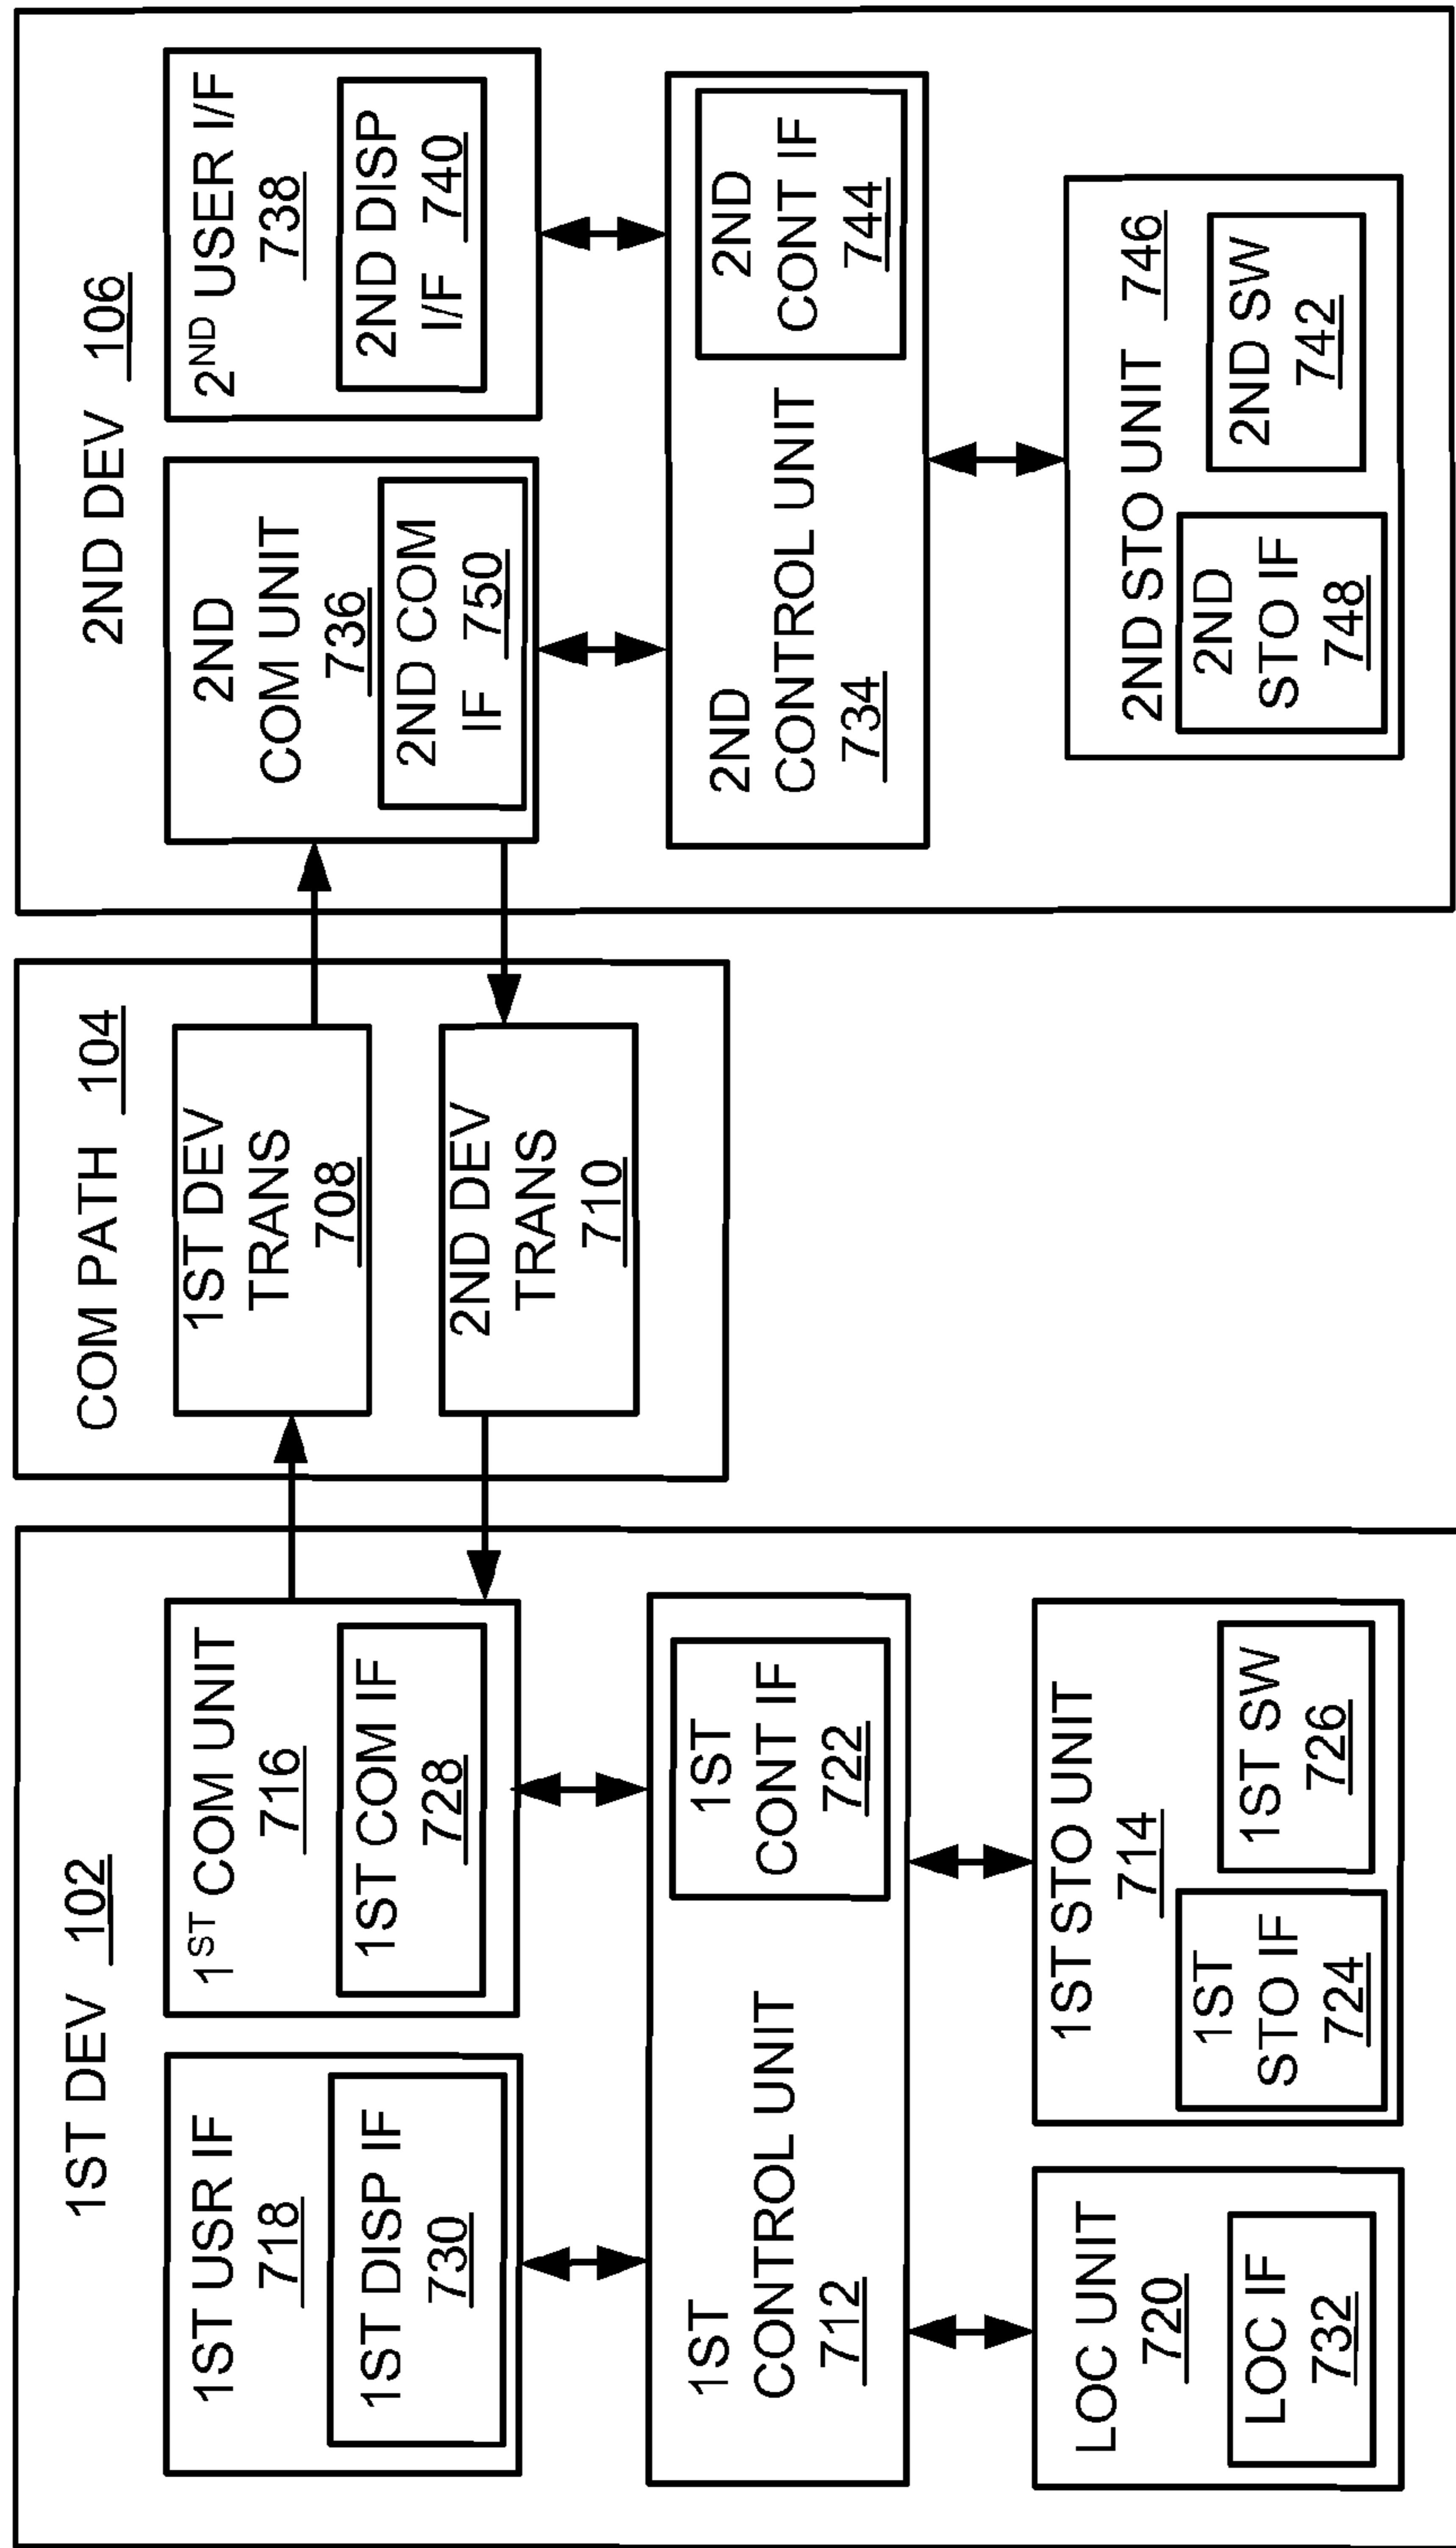 1ST DEV 102
1ST USR IF
718
1ST DISP IF
730
1ST COM UNIT
716
1ST COM IF
728
1ST
CONTROL UNIT
712
1ST
CONT IF
722
LOC UNIT
720
LOC IF
732
1ST STO UNIT
714
1ST
STO IF
724
1ST SW
726
COM PATH 104
1ST DEV
TRANS
708
2ND DEV
TRANS
710
2ND DEV 106
2ND
COM UNIT
736
2ND COM
IF 750
2ND USER I/F
738
2ND DISP
I/F 740
2ND
CONTROL UNIT
734
2ND
CONT IF
744
2ND STO UNIT 746
2ND
STO IF
748
2ND SW
742